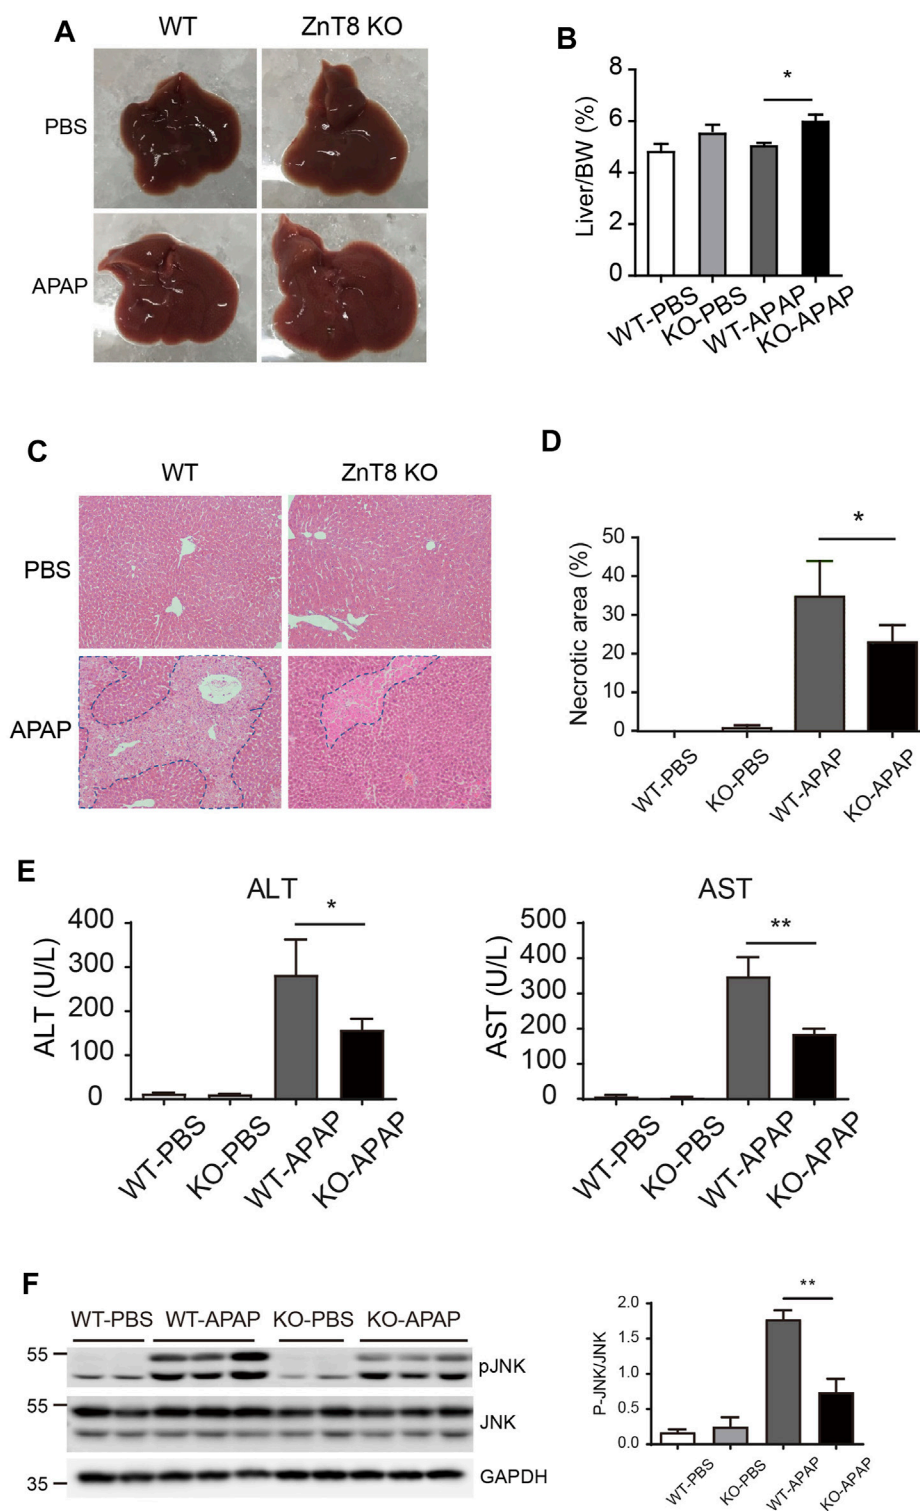 A
WT
ZnT8 KO
PBS
APAP
B
*
Liver/BW (%)
8
6
4
2
0
WT-PBS
KO-PBS
WT-APAP
KO-APAP
C
WT
ZnT8 KO
PBS
APAP
D
*
Necrotic area (%)
50
40
30
20
10
0
WT-PBS
KO-PBS
WT-APAP
KO-APAP
E
ALT
*
ALT (U/L)
400
300
200
100
0
WT-PBS
KO-PBS
WT-APAP
KO-APAP
AST
**
AST (U/L)
500
400
300
200
100
0
WT-PBS
KO-PBS
WT-APAP
KO-APAP
F
WT-PBS WT-APAP KO-PBS KO-APAP
55
pJNK
55
JNK
35
GAPDH
**
P-JNK/JNK
2.0
1.5
1.0
0.5
0.0
WT-PBS
KO-PBS
WT-APAP
KO-APAP